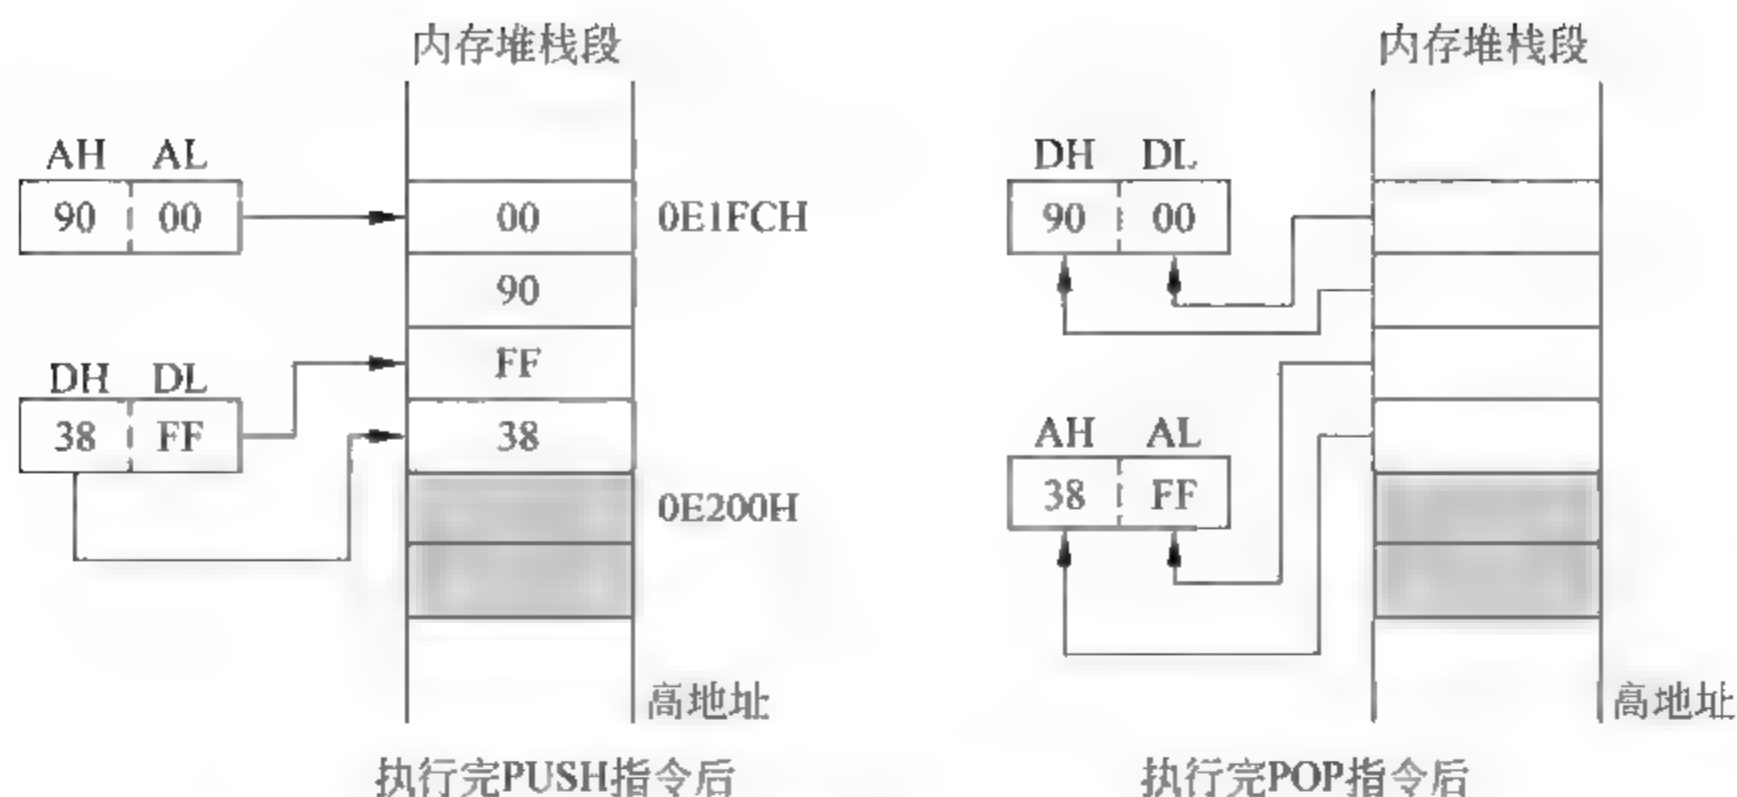 内存堆栈段
AH AL
90 00
00
0E1FCH
90
FF
DH DL
38 FF
38
0E200H
高地址
执行完PUSH指令后
内存堆栈段
DH DL
90 00
AH AL
38 FF
高地址
执行完POP指令后